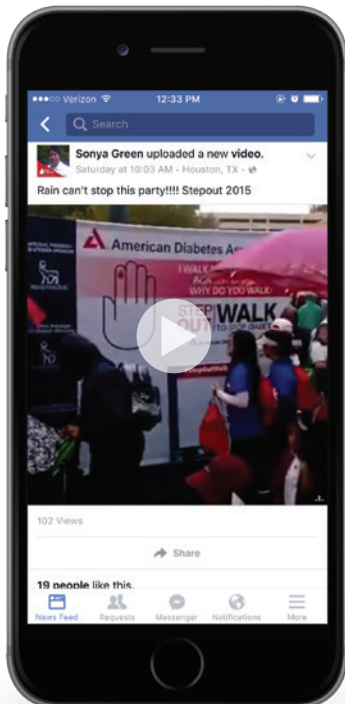 Verizon 12:33 PM
Search
Sonya Green uploaded a new video.
Saturday at 10:03 AM · Houston, TX ·
Rain can't stop this party!!!! Stepout 2015
American Diabetes As
I WALK
WHY DO YOU WALK
STEP OUT WALK
TO STOP DIABET
102 Views
Share
19 people like this.
News Feed Requests Messenger Notifications More